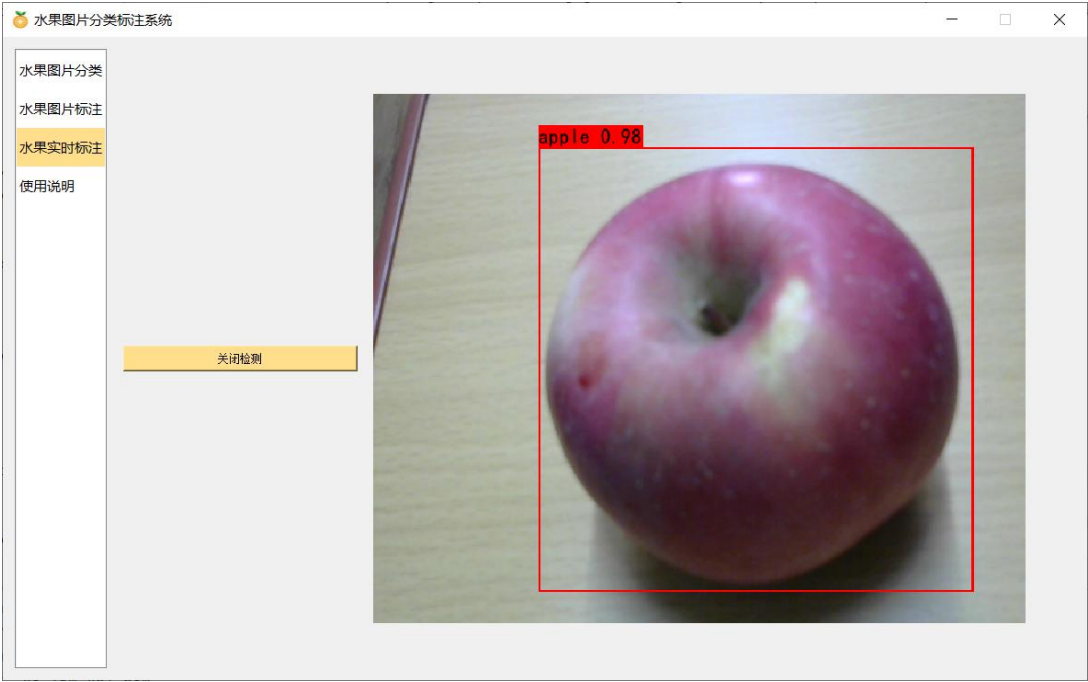 水果图片分类标注系统
水果图片分类
水果图片标注
水果实时标注
使用说明
关闭检测
apple 0.98